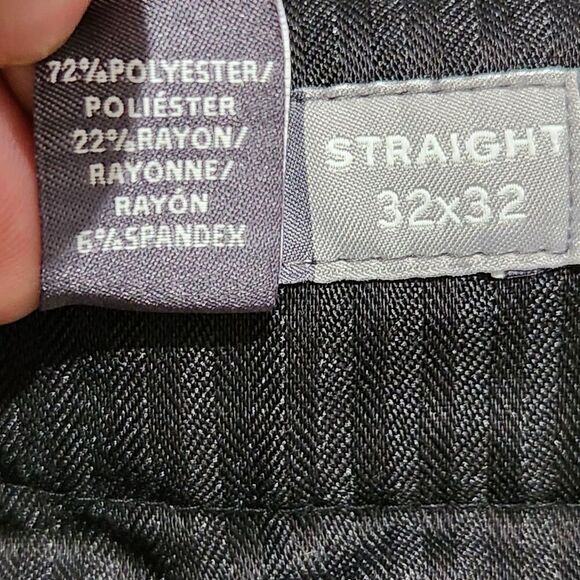 72%POLYESTER/
POLIÉSTER
22%RAYON/
RAYONNE/
RAYÓN
6%SPANDEX
STRAIGHT
32x32